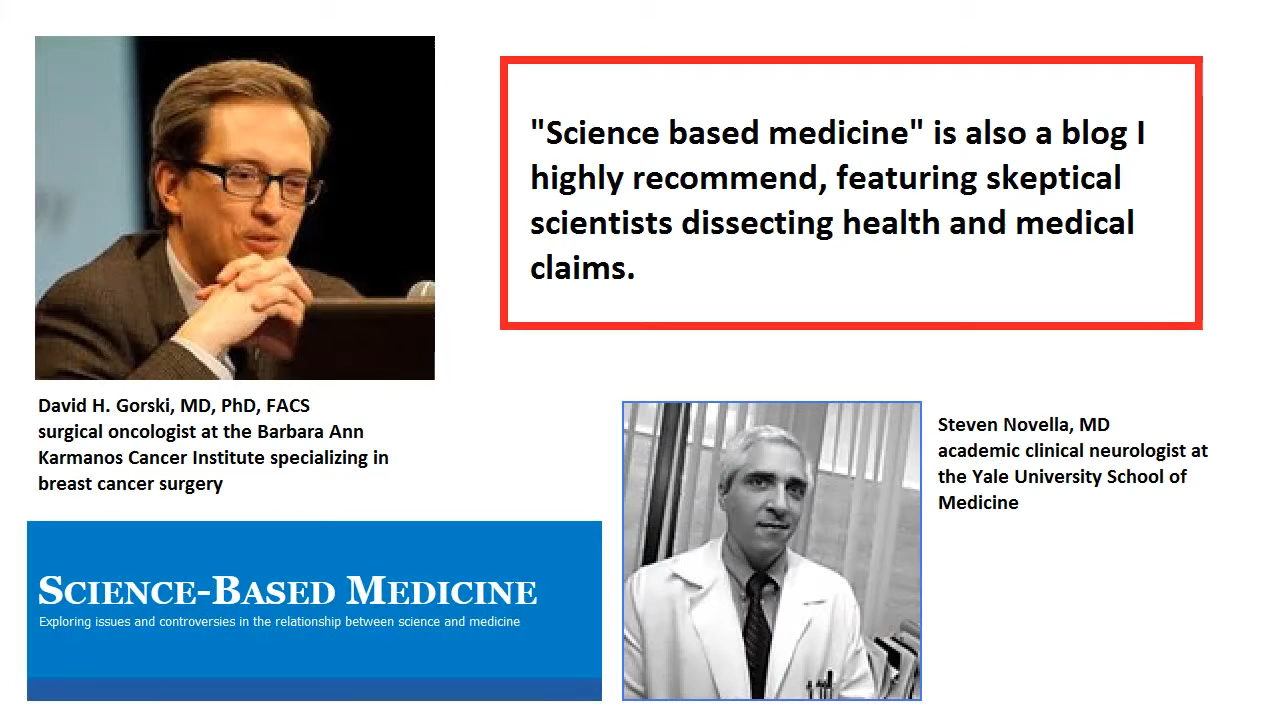 "Science based medicine" is also a blog I
highly recommend, featuring skeptical
scientists dissecting health and medical
claims.
David H. Gorski, MD, PhD, FACS
surgical oncologist at the Barbara Ann
Karmanos Cancer Institute specializing in
breast cancer surgery
Steven Novella, MD
academic clinical neurologist at
the Yale University School of
Medicine
SCIENCE-BASED MEDICINE
Exploring issues and controversies in the relationship between science and medicine